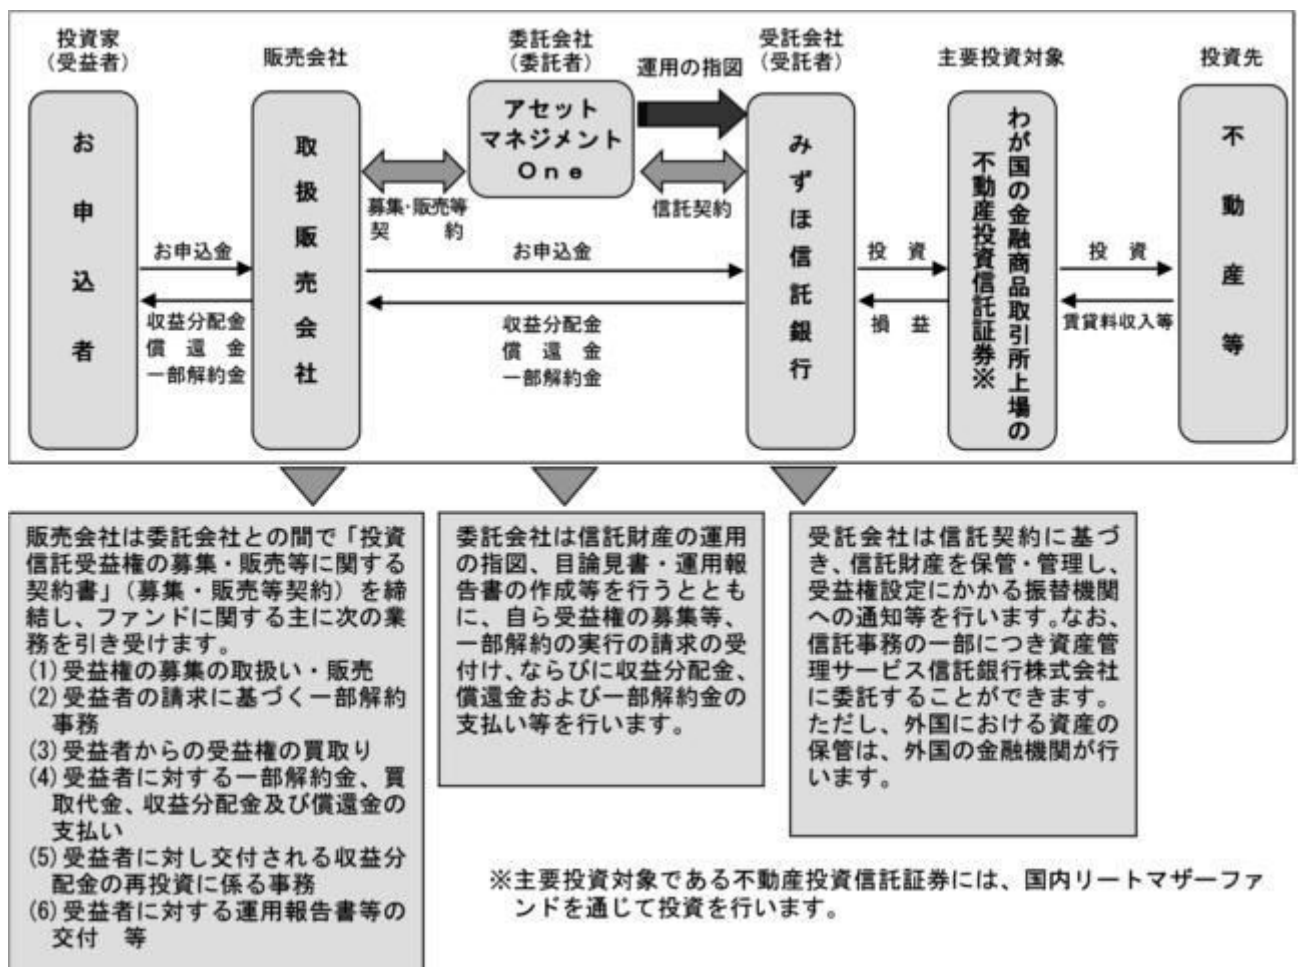 投資家
(受益者)
販売会社
委託会社
(委託者)
運用の指図
受託会社
(受託者)
主要投資対象
投資先
お申込者
取扱販売会社
アセット
マネジメント
One
みずほ信託銀行
わが国の金融商品取引所上場の
不動産投資信託証券※
不動産等
募集・販売等
契 約
信託契約
お申込金
収益分配金
償 還 金
一部解約金
お申込金
収益分配金
償 還 金
一部解約金
投 資
損 益
投 資
賃貸料収入等
販売会社は委託会社との間で「投資
信託受益権の募集・販売等に関する
契約書」(募集・販売等契約)を締
結し、ファンドに関する主に次の業
務を引き受けます。
(1)受益権の募集の取扱い・販売
(2)受益者の請求に基づく一部解約
事務
(3)受益者からの受益権の買取り
(4)受益者に対する一部解約金、買
取代金、収益分配金及び償還金の
支払い
(5)受益者に対し交付される収益分
配金の再投資に係る事務
(6)受益者に対する運用報告書等の
交付 等
委託会社は信託財産の運用
の指図、目論見書・運用報
告書の作成等を行うととも
に、自ら受益権の募集等、
一部解約の実行の請求の受
付け、ならびに収益分配金、
償還金および一部解約金の
支払い等を行います。
受託会社は信託契約に基づ
き、信託財産を保管・管理し、
受益権設定にかかる振替機関
への通知等を行います。なお、
信託事務の一部につき資産管
理サービス信託銀行株式会社
に委託することができます。
ただし、外国における資産の
保管は、外国の金融機関が行
います。
※主要投資対象である不動産投資信託証券には、国内リートマザーファ
ンドを通じて投資を行います。